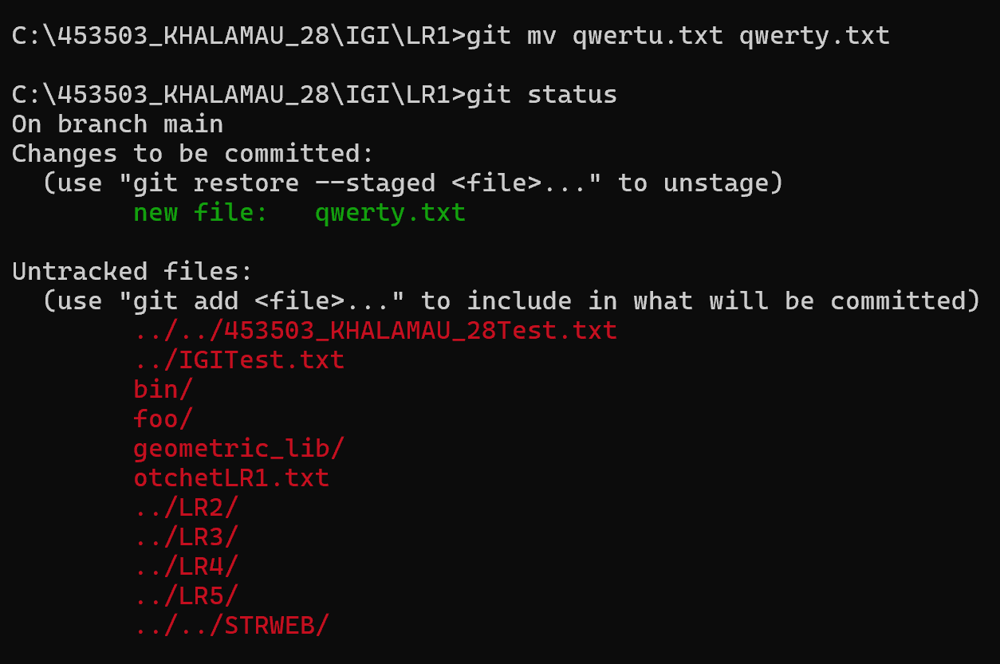 C:\453503_KHALAMAU_28\IGI\LR1>git mv qwertu.txt qwerty.txt
C:\453503_KHALAMAU_28\IGI\LR1>git status
On branch main
Changes to be committed:
  (use "git restore --staged <file>..." to unstage)
        new file:   qwerty.txt
Untracked files:
  (use "git add <file>..." to include in what will be committed)
        ../../453503_KHALAMAU_28Test.txt
        ../IGITest.txt
        bin/
        foo/
        geometric_lib/
        otchetLR1.txt
        ../LR2/
        ../LR3/
        ../LR4/
        ../LR5/
        ../../STRWEB/